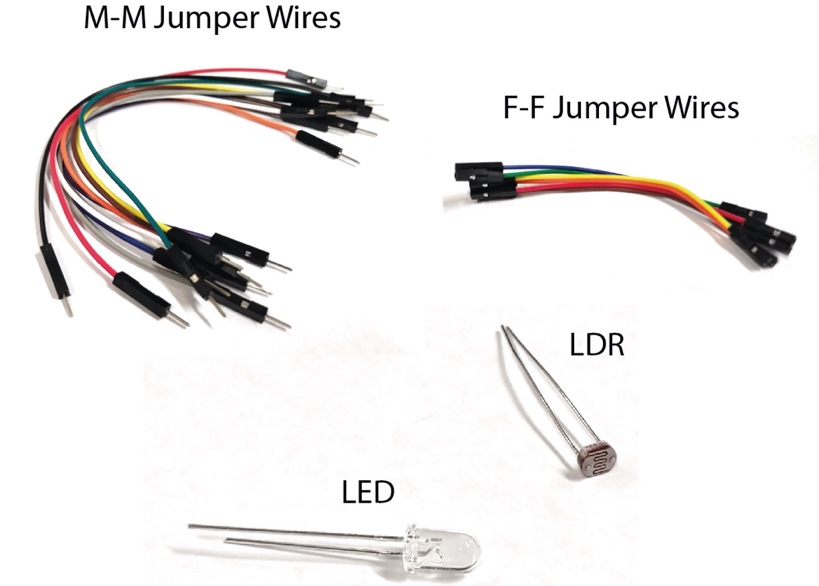 M-M Jumper Wires
F-F Jumper Wires
LDR
LED